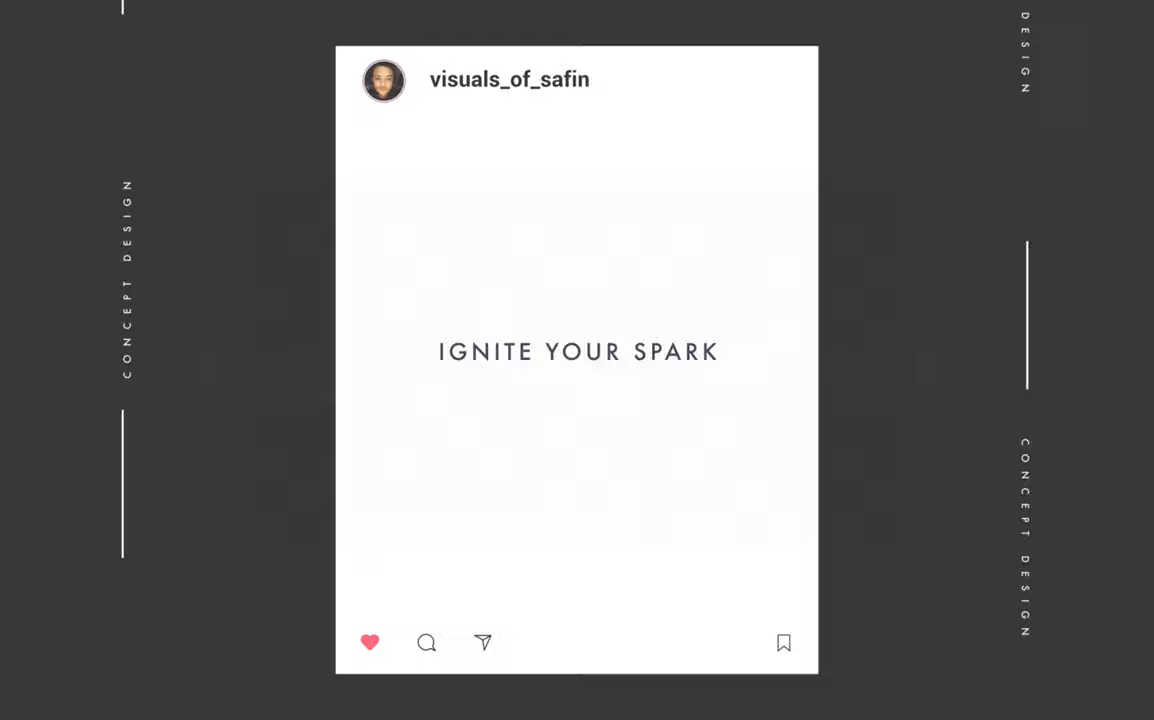 visuals_of_safin
IGNITE YOUR SPARK
CONCEPT DESIGN
DESIGN
CONCEPT DESIGN